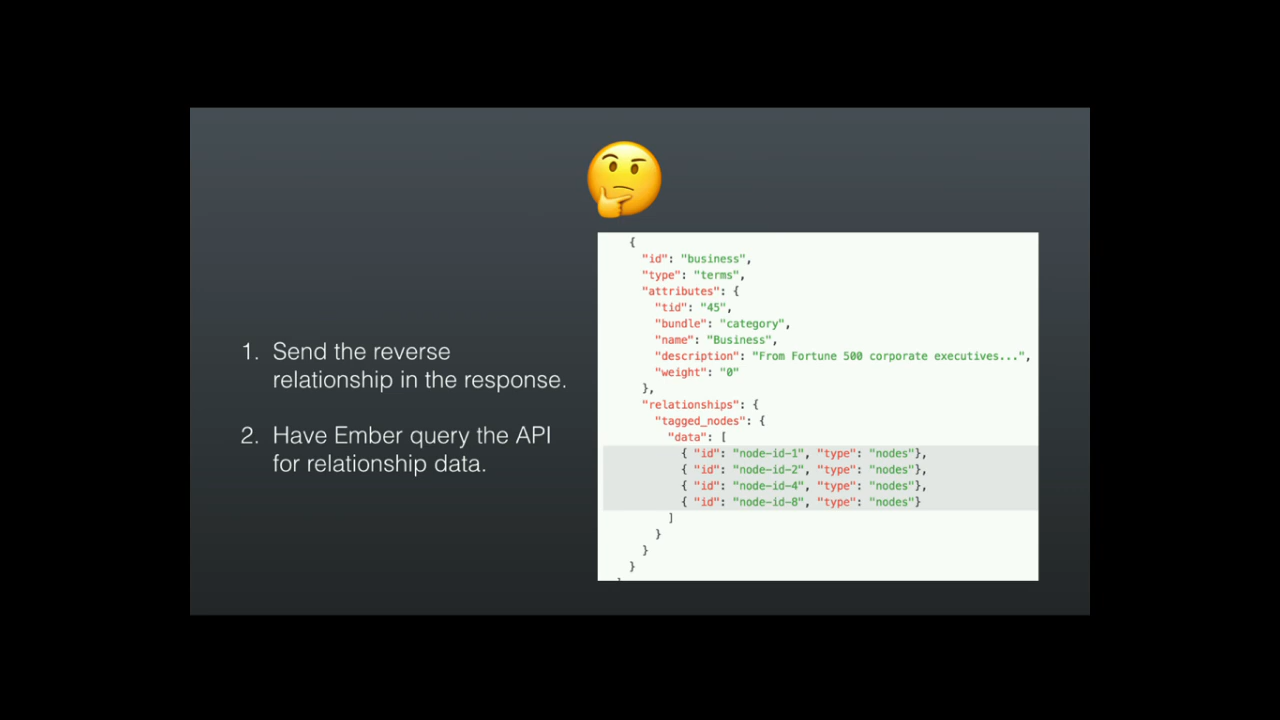 1. Send the reverse
relationship in the response.
2. Have Ember query the API
for relationship data.
{
"id": "business",
"type": "terms",
"attributes": {
"tid": "45",
"bundle": "category",
"name": "Business",
"description": "From Fortune 500 corporate executives...",
"weight": "0"
},
"relationships": {
"tagged_nodes": {
"data": [
{ "id": "node-id-1", "type": "nodes"},
{ "id": "node-id-2", "type": "nodes"},
{ "id": "node-id-4", "type": "nodes"},
{ "id": "node-id-8", "type": "nodes"}
]
}
}
}